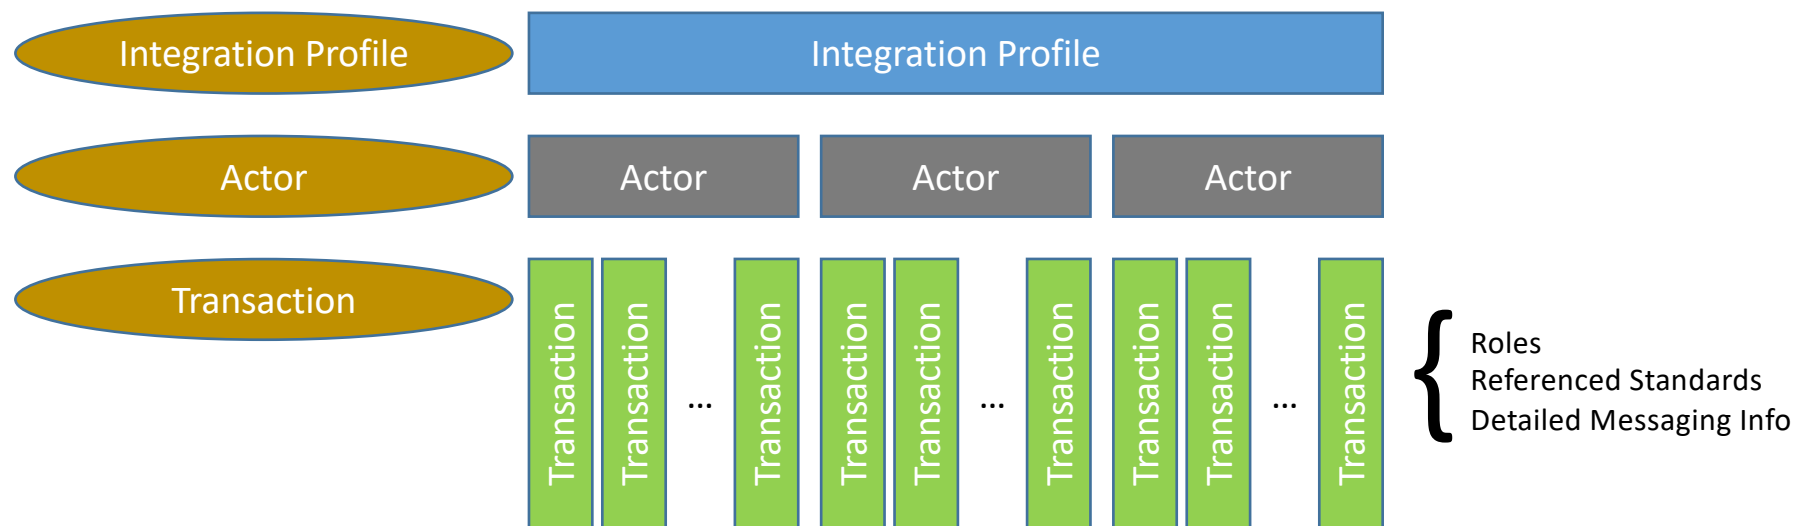 Integration Profile
Integration Profile
Actor
Actor
Actor
Actor
Transaction
Transaction
Transaction
...
Transaction
Transaction
Transaction
...
Transaction
Transaction
Transaction
...
Transaction
{
Roles
Referenced Standards
Detailed Messaging Info